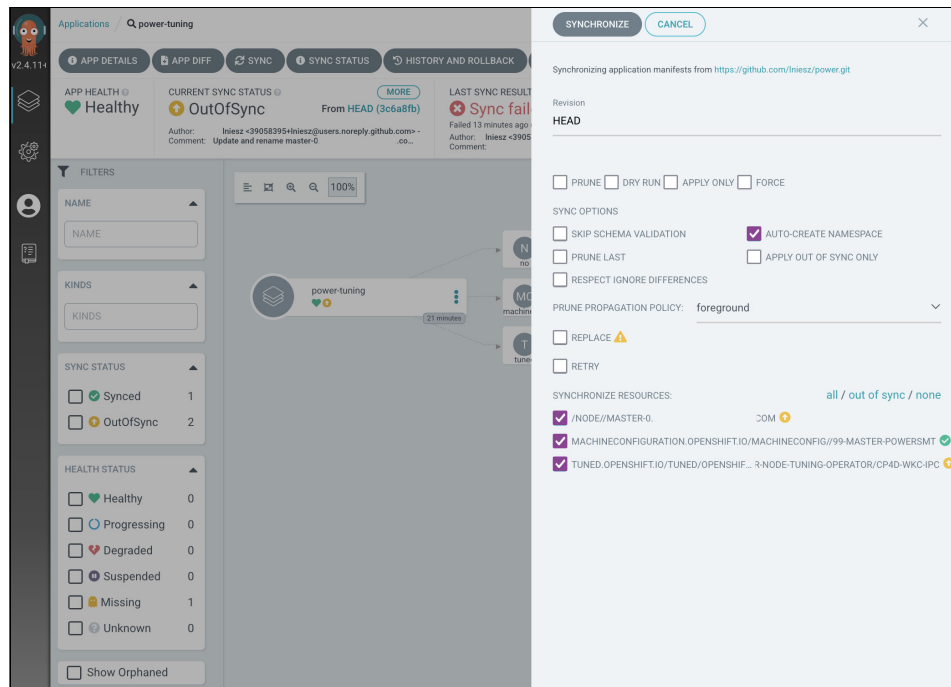 Applications / power-tuning
v2.4.11+
APP DETAILS
APP DIFF
SYNC
SYNC STATUS
HISTORY AND ROLLBACK
APP HEALTH
Healthy
CURRENT SYNC STATUS
MORE
OutOfSync
From HEAD (3c6a8fb)
Author: lniesz <39058395+lniesz@users.noreply.github.com> -
Comment: Update and rename master-0 .co...
LAST SYNC RESULT
Sync fail
Failed 13 minutes ago
Author: lniesz <3905
Comment:
FILTERS
NAME
NAME
KINDS
KINDS
SYNC STATUS
Synced 1
OutOfSync 2
HEALTH STATUS
Healthy 0
Progressing 0
Degraded 0
Suspended 0
Missing 1
Unknown 0
Show Orphaned
100%
power-tuning
21 minutes
N
no
MC
machine
T
tuned
SYNCHRONIZE
CANCEL
Synchronizing application manifests from https://github.com/lniesz/power.git
Revision
HEAD
PRUNE DRY RUN APPLY ONLY FORCE
SYNC OPTIONS
SKIP SCHEMA VALIDATION AUTO-CREATE NAMESPACE
PRUNE LAST APPLY OUT OF SYNC ONLY
RESPECT IGNORE DIFFERENCES
PRUNE PROPAGATION POLICY: foreground
REPLACE
RETRY
SYNCHRONIZE RESOURCES: all / out of sync / none
/NODE//MASTER-0. COM
MACHINECONFIGURATION.OPENSHIFT.IO/MACHINECONFIG//99-MASTER-POWERSMT
TUNED.OPENSHIFT.IO/TUNED/OPENSHIF... R-NODE-TUNING-OPERATOR/CP4D-WKC-IPC